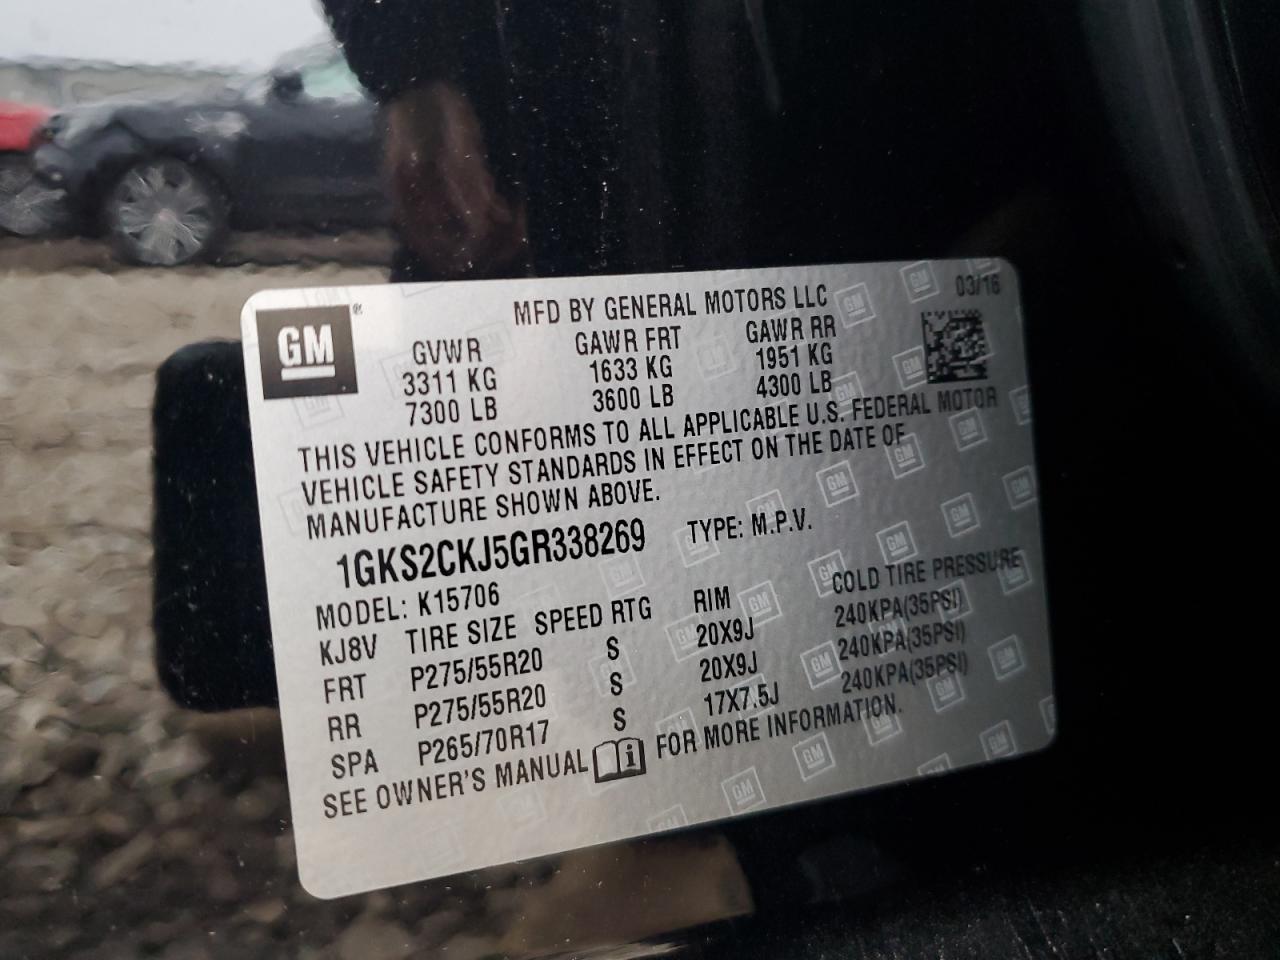 GM ®
MFD BY GENERAL MOTORS LLC 03/16
GVWR GAWR FRT GAWR RR
3311 KG 1633 KG 1951 KG
7300 LB 3600 LB 4300 LB
THIS VEHICLE CONFORMS TO ALL APPLICABLE U.S. FEDERAL MOTOR
VEHICLE SAFETY STANDARDS IN EFFECT ON THE DATE OF
MANUFACTURE SHOWN ABOVE.
1GKS2CKJ5GR338269 TYPE: M.P.V.
MODEL: K15706
KJ8V TIRE SIZE SPEED RTG RIM COLD TIRE PRESSURE
FRT P275/55R20 S 20X9J 240KPA(35PSI)
RR P275/55R20 S 20X9J 240KPA(35PSI)
SPA P265/70R17 S 17X7.5J 240KPA(35PSI)
SEE OWNER'S MANUAL i FOR MORE INFORMATION.